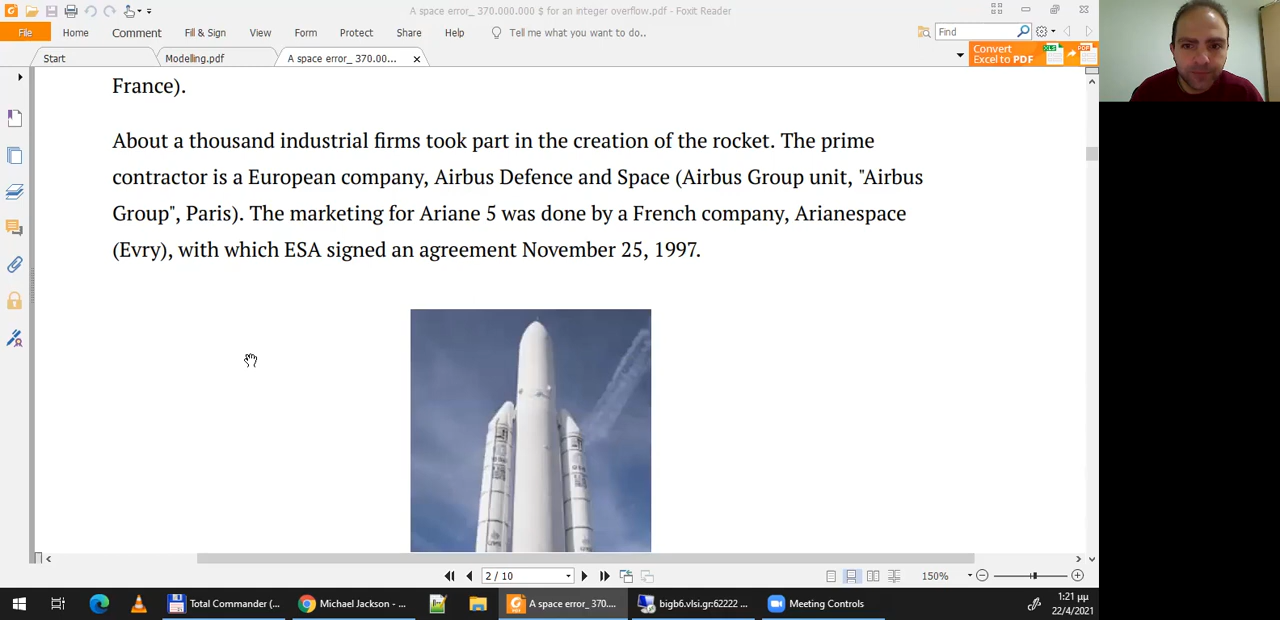 A space error_ 370.000.000 $ for an integer overflow.pdf - Foxit Reader
File Home Comment Fill & Sign View Form Protect Share Help Tell me what you want to do.. Find
Start Modelling.pdf A space error_ 370.00... Convert
Excel to PDF
France).
About a thousand industrial firms took part in the creation of the rocket. The prime
contractor is a European company, Airbus Defence and Space (Airbus Group unit, "Airbus
Group", Paris). The marketing for Ariane 5 was done by a French company, Arianespace
(Evry), with which ESA signed an agreement November 25, 1997.
2 / 10 150%
Total Commander (... Michael Jackson - ... A space error_ 370.... bigb6.vlsi.gr:62222 ... Meeting Controls 1:21 μμ
22/4/2021